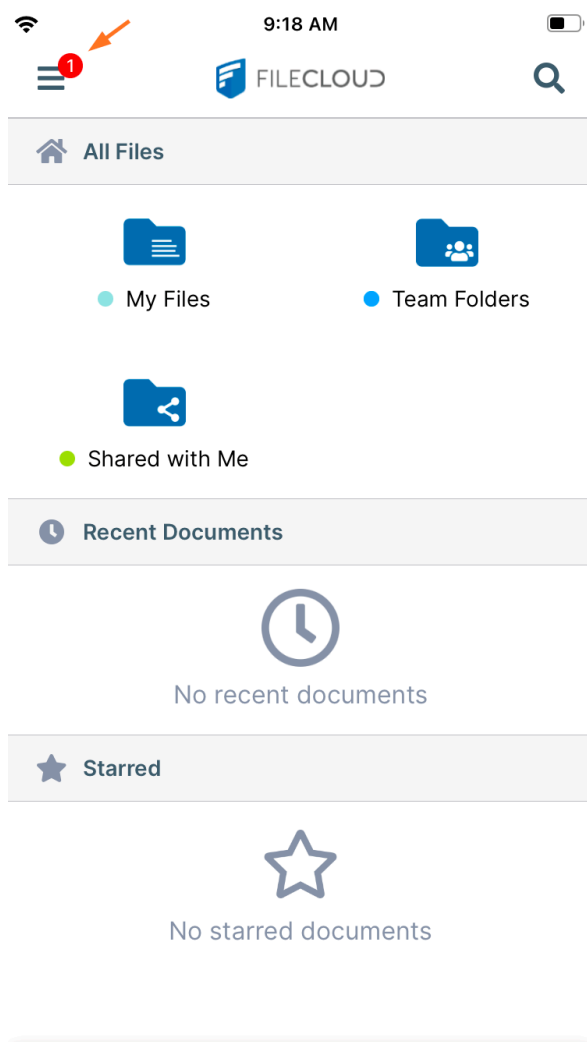 9:18 AM
1
FILECLOUD
All Files
My Files
Team Folders
Shared with Me
Recent Documents
No recent documents
Starred
No starred documents